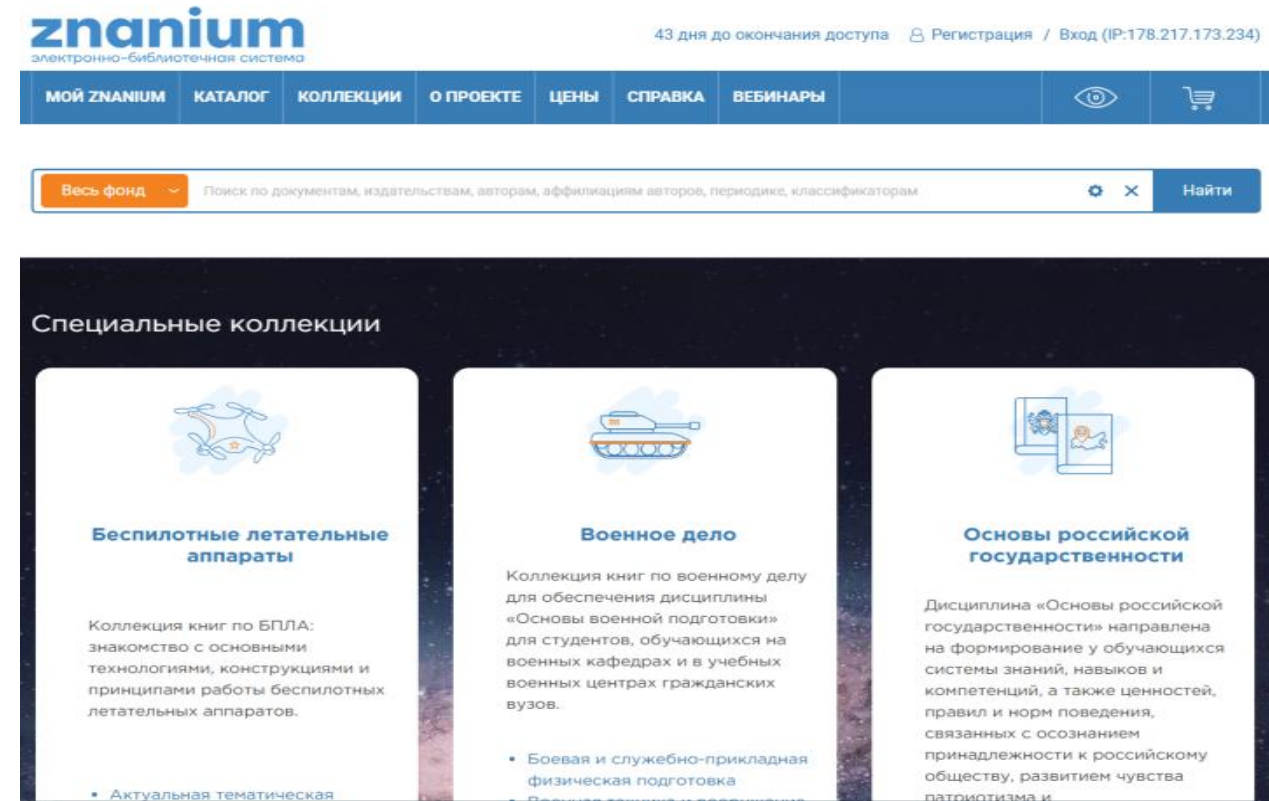 znanium
электронно-библиотечная система
43 дня до окончания доступа Регистрация / Вход (IP:178.217.173.234)
МОЙ ZNANIUM КАТАЛОГ КОЛЛЕКЦИИ О ПРОЕКТЕ ЦЕНЫ СПРАВКА ВЕБИНАРЫ
Весь фонд Поиск по документам, издательствам, авторам, аффилиациям авторов, периодике, классификаторам Найти
Специальные коллекции
Беспилотные летательные
аппараты
Коллекция книг по БПЛА:
знакомство с основными
технологиями, конструкциями и
принципами работы беспилотных
летательных аппаратов.
• Актуальная тематическая
Военное дело
Коллекция книг по военному делу
для обеспечения дисциплины
«Основы военной подготовки»
для студентов, обучающихся на
военных кафедрах и в учебных
военных центрах гражданских
вузов.
• Боевая и служебно-прикладная
физическая подготовка
• Военная техника и вооружение
Основы российской
государственности
Дисциплина «Основы российской
государственности» направлена
на формирование у обучающихся
системы знаний, навыков и
компетенций, а также ценностей,
правил и норм поведения,
связанных с осознанием
принадлежности к российскому
обществу, развитием чувства
патриотизма и